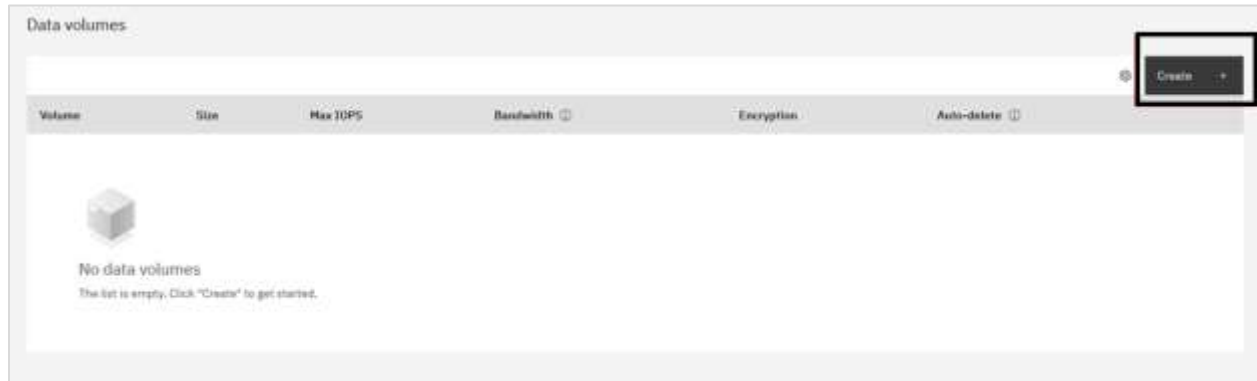 Data volumes
Create +
Volume Size Max IOPS Bandwidth Encryption Auto-delete
No data volumes
The list is empty. Click "Create" to get started.